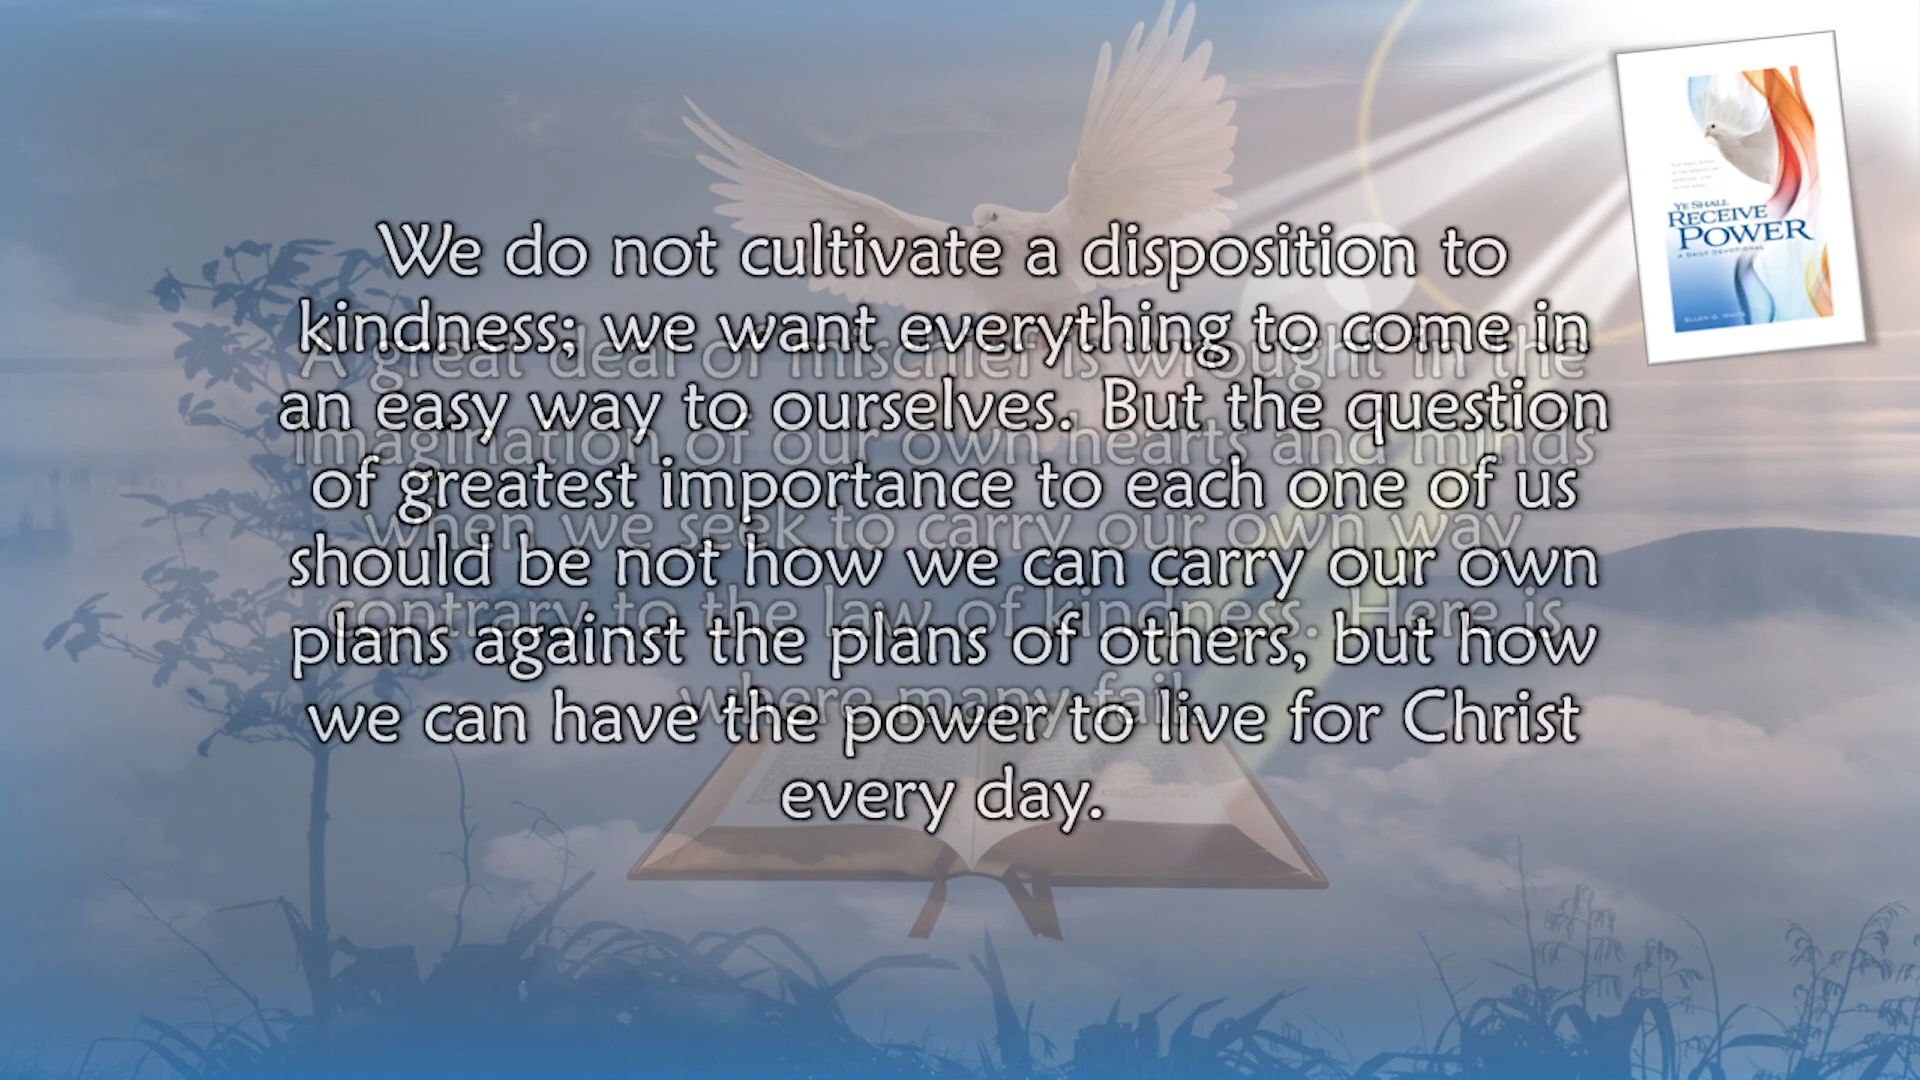 We do not cultivate a disposition to
kindness; we want everything to come in
an easy way to ourselves. But the question
of greatest importance to each one of us
should be not how we can carry our own
plans against the plans of others, but how
we can have the power to live for Christ
every day.
A great deal of mischief is wrought in the
imagination of our own hearts and minds
when we seek to carry our own way
contrary to the law of kindness. Here is
where many fail.
YE SHALL
RECEIVE
POWER
A DAILY DEVOTIONAL
ELLEN G. WHITE